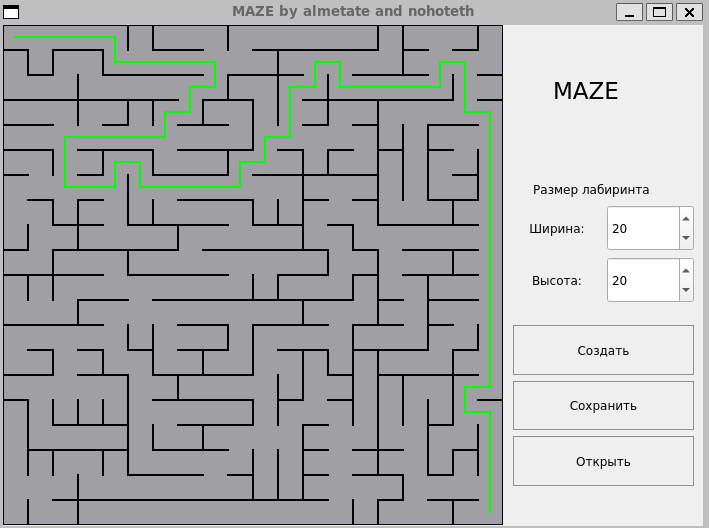 MAZE by almetate and nohoteth
MAZE
Размер лабиринта
Ширина:
20
Высота:
20
Создать
Сохранить
Открыть